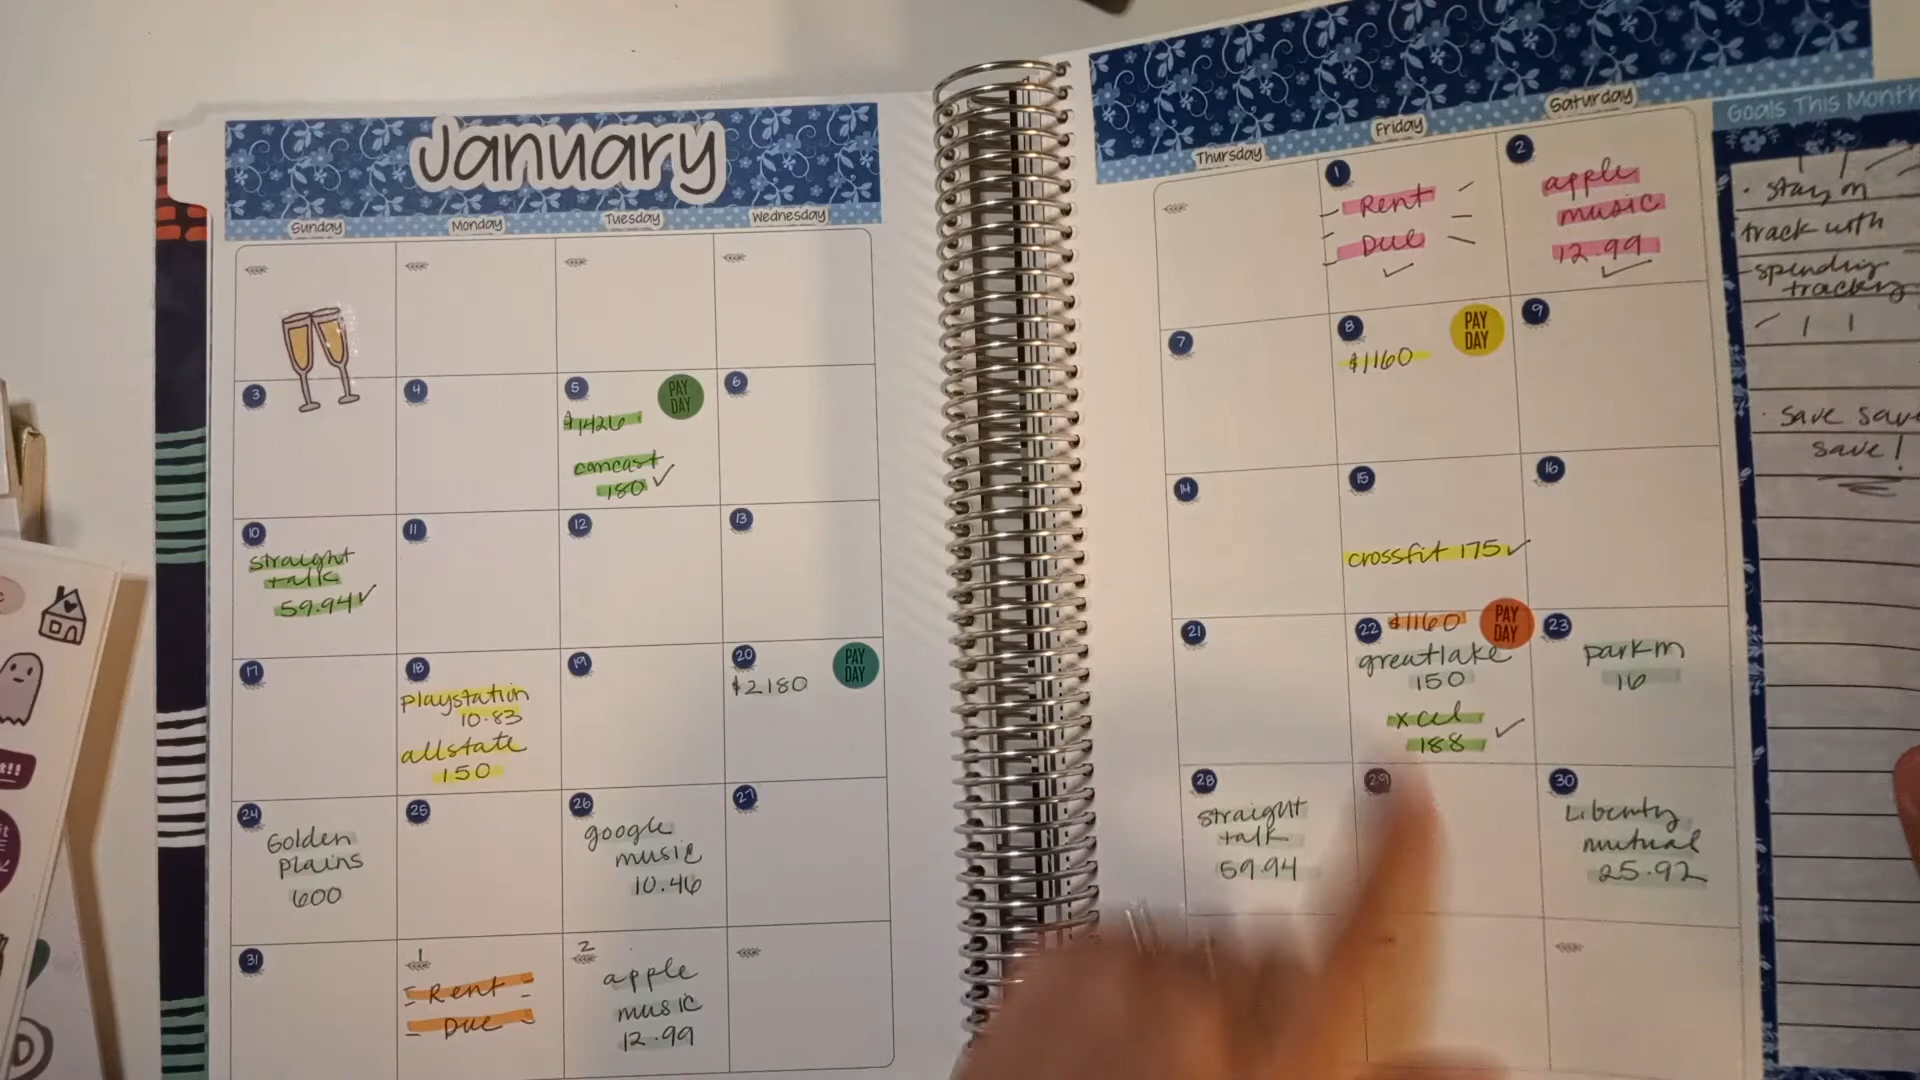 January
Sunday
Monday
Tuesday
Wednesday
Thursday
Friday
Saturday
Goals This Month
1
Rent
Due
2
apple
music
12.99
3
4
5
PAY
DAY
$1426
comcast
180
6
7
8
PAY
DAY
$1160
9
10
straight
talk
59.94
11
12
13
14
15
crossfit 175
16
17
18
playstation
10.83
allstate
150
19
20
PAY
DAY
$2180
21
22
$1160
PAY
DAY
greatlake
150
xcel
188
23
parkm
16
24
Golden
plains
600
25
26
google
music
10.46
27
28
straight
talk
59.94
29
30
Liberty
mutual
25.92
31
1
Rent
Due
2
apple
music
12.99
· stay on
track with
spending
tracking
· save save
save!